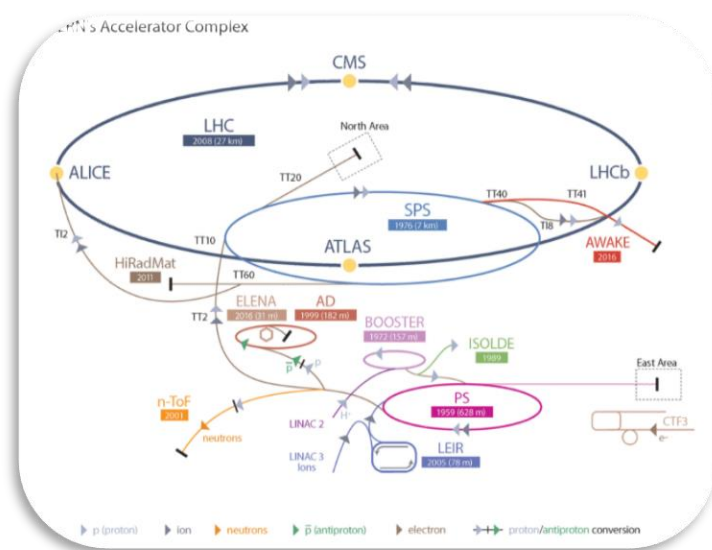 ERN's Accelerator Complex
CMS
LHC
2008 (27 km)
North Area
ALICE
LHCb
TT20
TT40
TT41
SPS
1976 (7 km)
TI2
TT10
TI8
ATLAS
AWAKE
2016
HiRadMat
2011
TT60
ELENA
2016 (31 m)
AD
1999 (182 m)
TT2
BOOSTER
1972 (157 m)
ISOLDE
1989
p̅
p
East Area
n-ToF
2001
LINAC 2
H⁺
PS
1959 (628 m)
CTF3
e-
neutrons
LINAC 3
Ions
LEIR
2005 (78 m)
p (proton)
ion
neutrons
p̅ (antiproton)
electron
proton/antiproton conversion